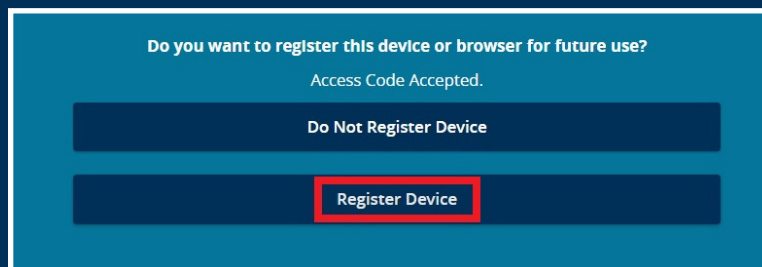 Do you want to register this device or browser for future use?
Access Code Accepted.
Do Not Register Device
Register Device